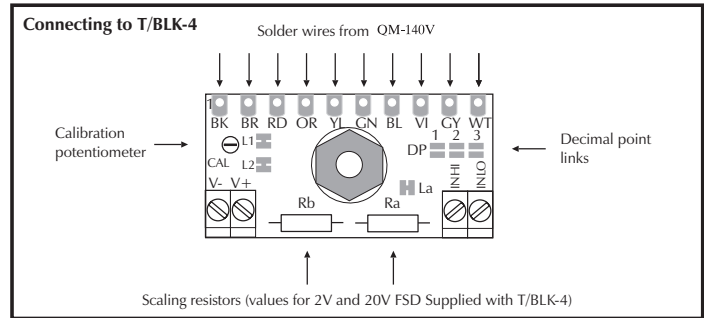 Connecting to T/BLK-4
Solder wires from QM-140V
1
BK BR RD OR YL GN BL VI GY WT
Calibration
potentiometer
L1
CAL L2
V- V+
DP 1 2 3
INHI
INLO
La
Decimal point
links
Rb Ra
Scaling resistors (values for 2V and 20V FSD Supplied with T/BLK-4)